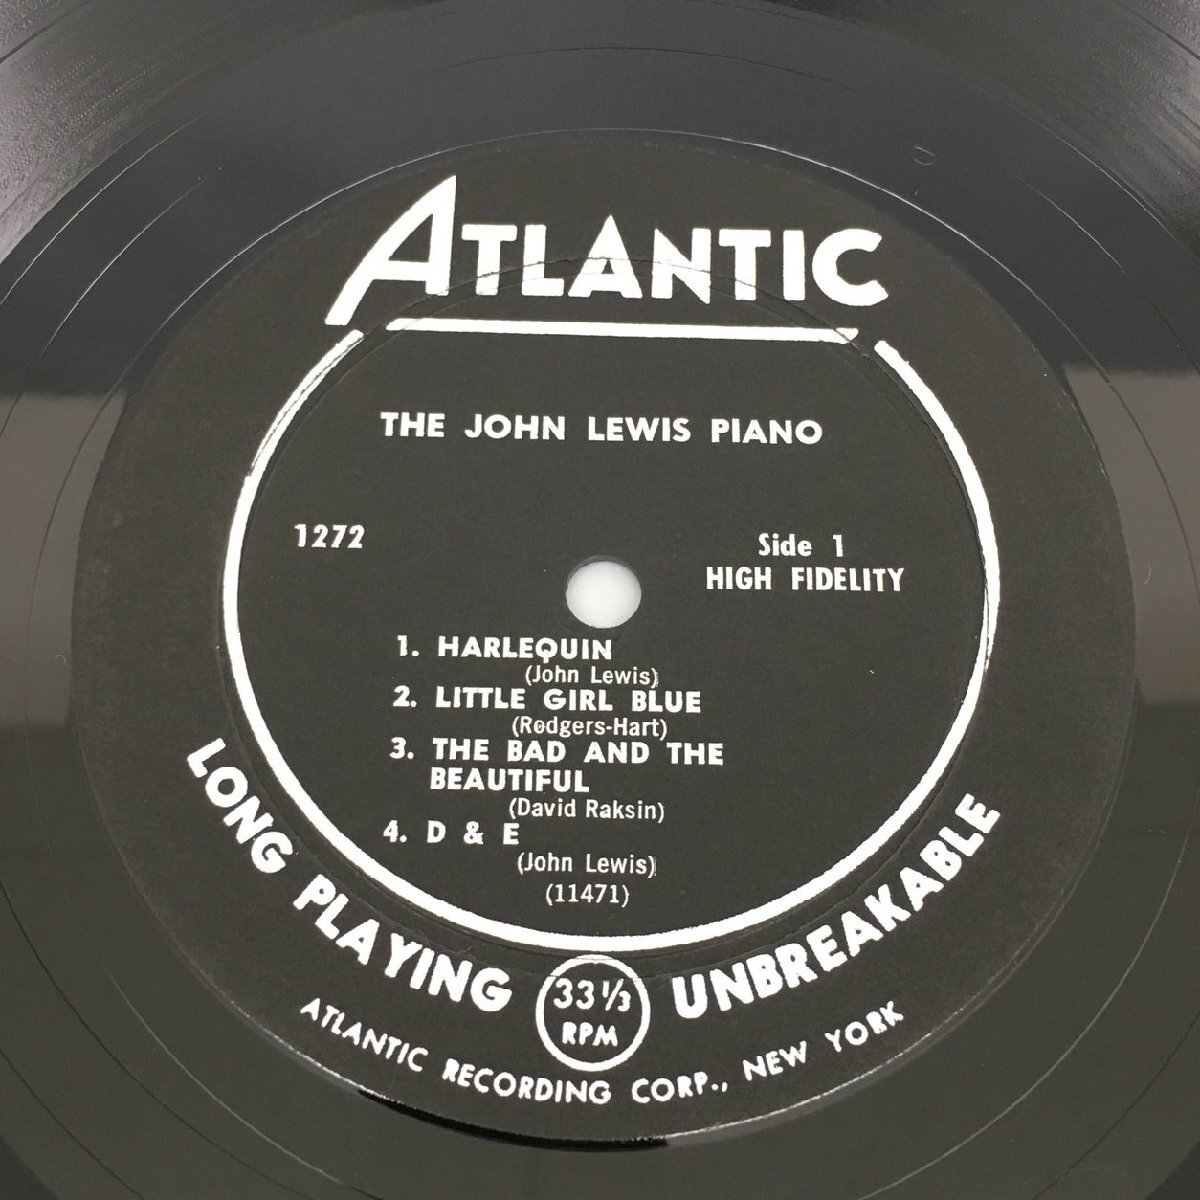 ATLANTIC
THE JOHN LEWIS PIANO
1272
Side 1
HIGH FIDELITY
1. HARLEQUIN
(John Lewis)
2. LITTLE GIRL BLUE
(Rodgers-Hart)
3. THE BAD AND THE
BEAUTIFUL
(David Raksin)
4. D & E
(John Lewis)
(11471)
LONG PLAYING
33 1/3
RPM
UNBREAKABLE
ATLANTIC RECORDING CORP., NEW YORK